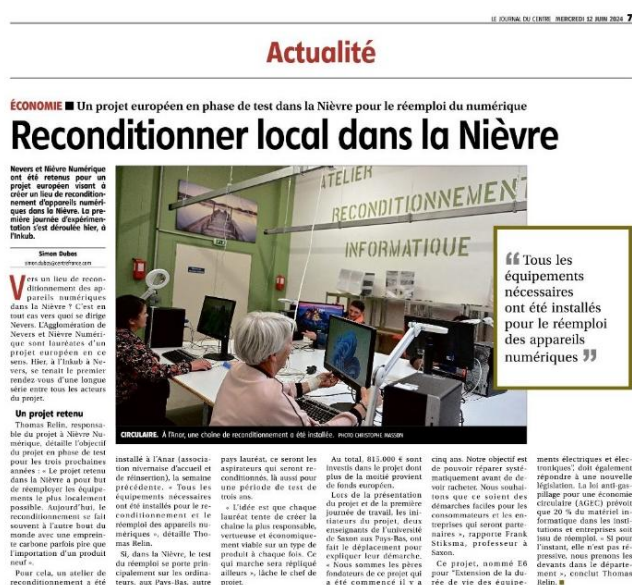 LE JOURNAL DU CENTRE MERCREDI 12 JUIN 2024 7
Actualité
ÉCONOMIE ■ Un projet européen en phase de test dans la Nièvre pour le réemploi du numérique
Reconditionner local dans la Nièvre
Nevers et Nièvre Numérique
ont été retenus pour un
projet européen visant à
créer un lieu de recondition-
nement d'appareils numéri-
ques dans la Nièvre. La pre-
mière journée d'expérimen-
tation s'est déroulée hier, à
l'Inkub.
Simon Dubos
simon.dubos@centrefrance.com
Vers un lieu de recon-
ditionnement des ap-
pareils numériques
dans la Nièvre ? C'est en
tout cas vers quoi se dirige
Nevers. L'Agglomération de
Nevers et Nièvre Numéri-
que sont lauréates d'un
projet européen en ce
sens. Hier, à l'Inkub à Ne-
vers, se tenait le premier
rendez-vous d'une longue
série entre tous les acteurs
du projet.
Un projet retenu
Thomas Relin, responsa-
ble du projet à Nièvre Nu-
mérique, détaille l'objectif
du projet en phase de test
pour les trois prochaines
années : « Le projet retenu
dans la Nièvre a pour but
de réemployer les équipe-
ments le plus localement
possible. Aujourd'hui, le
reconditionnement se fait
souvent à l'autre bout du
monde avec une emprein-
te carbone parfois pire que
l'importation d'un produit
neuf ».
Pour cela, un atelier de
reconditionnement a été
ATELIER
RECONDITIONNEMENT
INFORMATIQUE
CIRCULAIRE. À l'Anar, une chaîne de reconditionnement a été installée. PHOTO CHRISTOPHE MASSON
“ Tous les
équipements
nécessaires
ont été installés
pour le réemploi
des appareils
numériques ”
installé à l'Anar (associa-
tion nivernaise d'accueil et
de réinsertion), la semaine
précédente. « Tous les
équipements nécessaires
ont été installés pour le re-
conditionnement et le
réemploi des appareils nu-
mériques », détaille Tho-
mas Relin.
Si, dans la Nièvre, le test
du réemploi se porte prin-
cipalement sur les ordina-
teurs, aux Pays-Bas, autre
pays lauréat, ce seront les
aspirateurs qui seront re-
conditionnés, là aussi pour
une période de test de
trois ans.
« L'idée est que chaque
lauréat tente de créer la
chaîne la plus responsable,
vertueuse et économique-
ment viable sur un type de
produit à chaque fois. Ce
qui marche sera répliqué
ailleurs », lâche le chef de
projet.
Au total, 815.000 € sont
investis dans le projet dont
plus de la moitié provient
de fonds européen.
Lors de la présentation
du projet et de la première
journée de travail, les ini-
tiateurs du projet, deux
enseignants de l'université
de Saxon aux Pays-Bas, ont
fait le déplacement pour
expliquer leur démarche.
« Nous sommes les pères
fondateurs de ce projet qui
a été commencé il y a
cinq ans. Notre objectif est
de pouvoir réparer systé-
matiquement avant de de-
voir racheter. Nous souhai-
tons que ce soient des
démarches faciles pour les
consommateurs et les en-
treprises qui seront parte-
naires », rapporte Frank
Stiksma, professeur à
Saxon.
Ce projet, nommé E6
pour "Extension de la du-
rée de vie des équipe-
ments électriques et élec-
troniques", doit également
répondre à une nouvelle
législation. La loi anti-gas-
pillage pour une économie
circulaire (AGEC) prévoit
que 20 % du matériel in-
formatique dans les insti-
tutions et entreprises soit
issu de réemploi. « Si pour
l'instant, elle n'est pas ré-
pressive, nous prenons les
devants dans le départe-
ment », conclut Thomas
Relin. ■